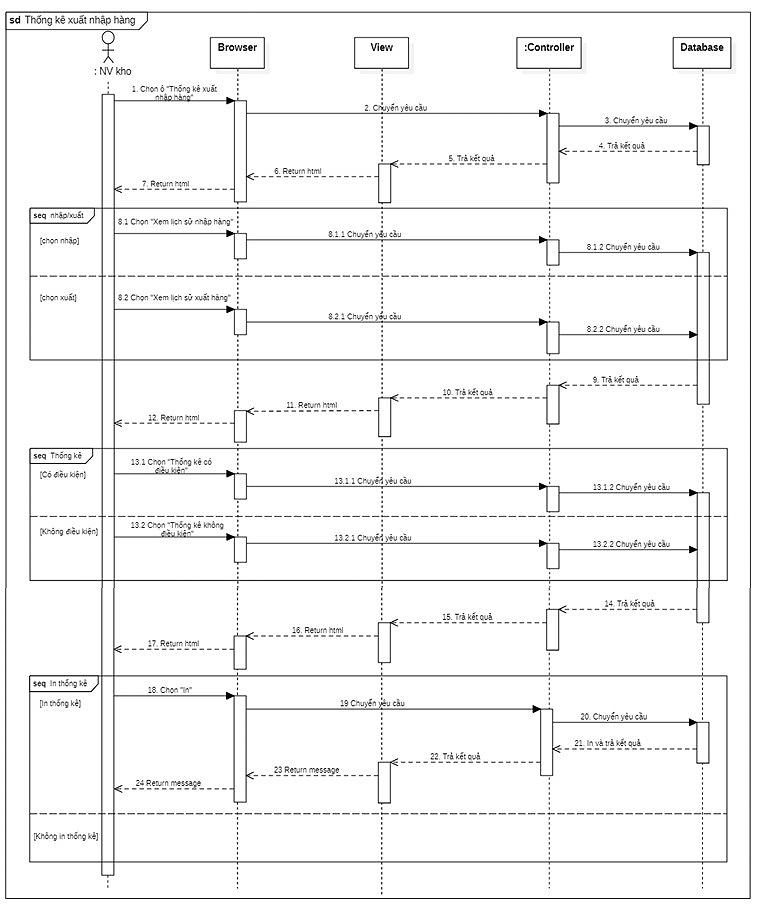 sd Thống kê xuất nhập hàng
Browser
View
:Controller
Database
: NV kho
1. Chọn ô "Thống kê xuất
nhập hàng"
2. Chuyển yêu cầu
3. Chuyển yêu cầu
4. Trả kết quả
5. Trả kết quả
6. Return html
7. Return html
seq nhập/xuất
8.1 Chọn "Xem lịch sử nhập hàng"
[chọn nhập]
8.1.1 Chuyển yêu cầu
8.1.2 Chuyển yêu cầu
[chọn xuất]
8.2 Chọn "Xem lịch sử xuất hàng"
8.2.1 Chuyển yêu cầu
8.2.2 Chuyển yêu cầu
9. Trả kết quả
10. Trả kết quả
11. Return html
12. Return html
seq Thống kê
13.1 Chọn "Thống kê có
điều kiện"
[Có điều kiện]
13.1.1 Chuyển yêu cầu
13.1.2 Chuyển yêu cầu
13.2 Chọn "Thống kê không
điều kiện"
[Không điều kiện]
13.2.1 Chuyển yêu cầu
13.2.2 Chuyển yêu cầu
14. Trả kết quả
15. Trả kết quả
16. Return html
17. Return html
seq In thống kê
18. Chọn "In"
[In thống kê]
19 Chuyển yêu cầu
20. Chuyển yêu cầu
21. In và trả kết quả
22. Trả kết quả
23 Return message
24 Return message
[Không in thống kê]